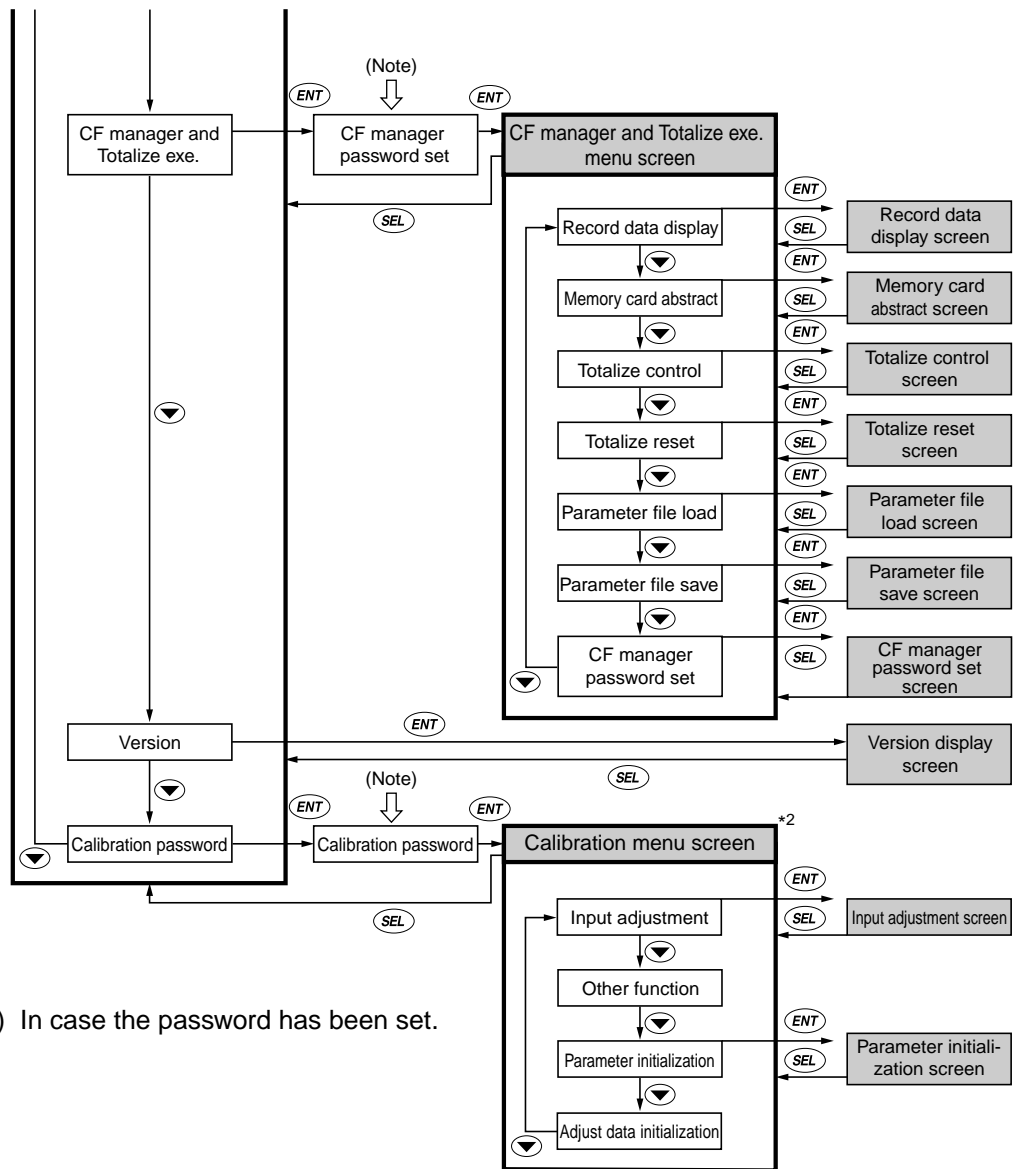 (Note)
ENT
ENT
CF manager and
Totalize exe.
CF manager
password set
CF manager and Totalize exe.
menu screen
SEL
ENT
Record data display
SEL
Record data
display screen
ENT
Memory card abstract
SEL
Memory card
abstract screen
ENT
Totalize control
SEL
Totalize control
screen
ENT
Totalize reset
SEL
Totalize reset
screen
ENT
Parameter file load
SEL
Parameter file
load screen
ENT
Parameter file save
SEL
Parameter file
save screen
ENT
CF manager
password set
SEL
CF manager
password set
screen
Version
ENT
Version display
screen
SEL
(Note)
ENT
ENT
Calibration password
Calibration password
Calibration menu screen
*2
SEL
ENT
Input adjustment
SEL
Input adjustment screen
Other function
ENT
Parameter initialization
SEL
Parameter initiali-
zation screen
Adjust data initialization
) In case the password has been set.